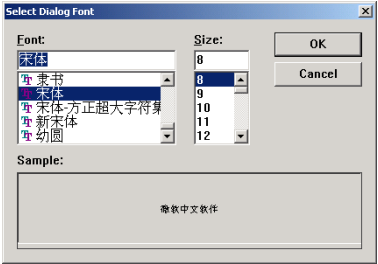 Select Dialog Font
Font:
Size:
宋体
8
OK
Cancel
隶书
宋体
宋体-方正超大字符集
新宋体
幼圆
8
9
10
11
12
Sample:
微软中文软件